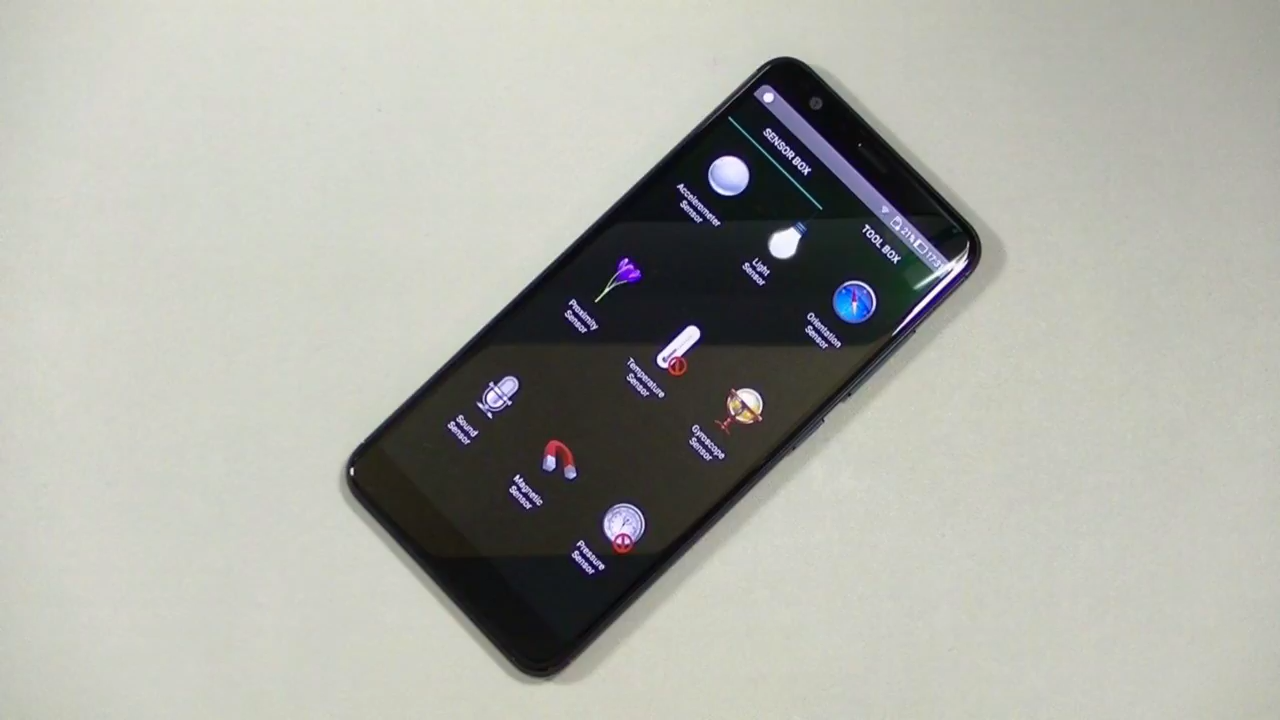 21%
SENSOR BOX
TOOL BOX
Accelerometer
Sensor
Light
Sensor
Orientation
Sensor
Proximity
Sensor
Temperature
Sensor
Gyroscope
Sensor
Sound
Sensor
Magnetic
Sensor
Pressure
Sensor